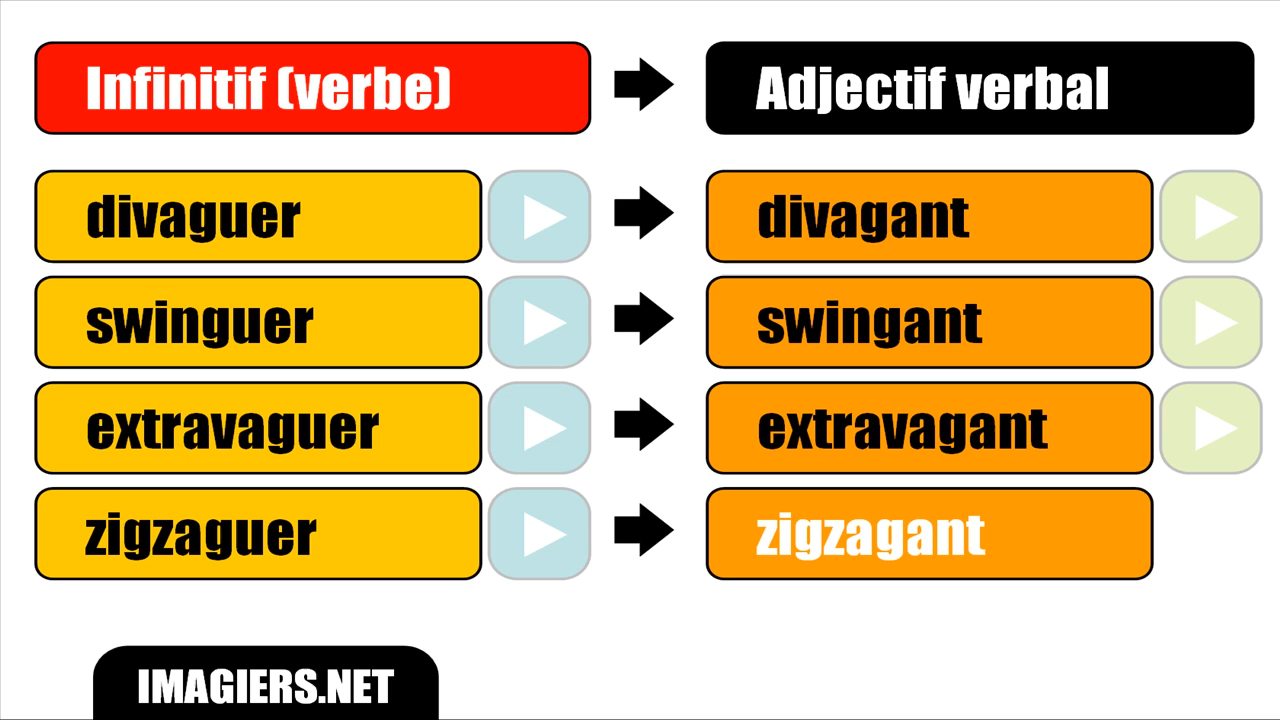 Infinitif (verbe) Adjectif verbal
divaguer divagant
swinguer swingant
extravaguer extravagant
zigzaguer zigzagant
IMAGIERS.NET